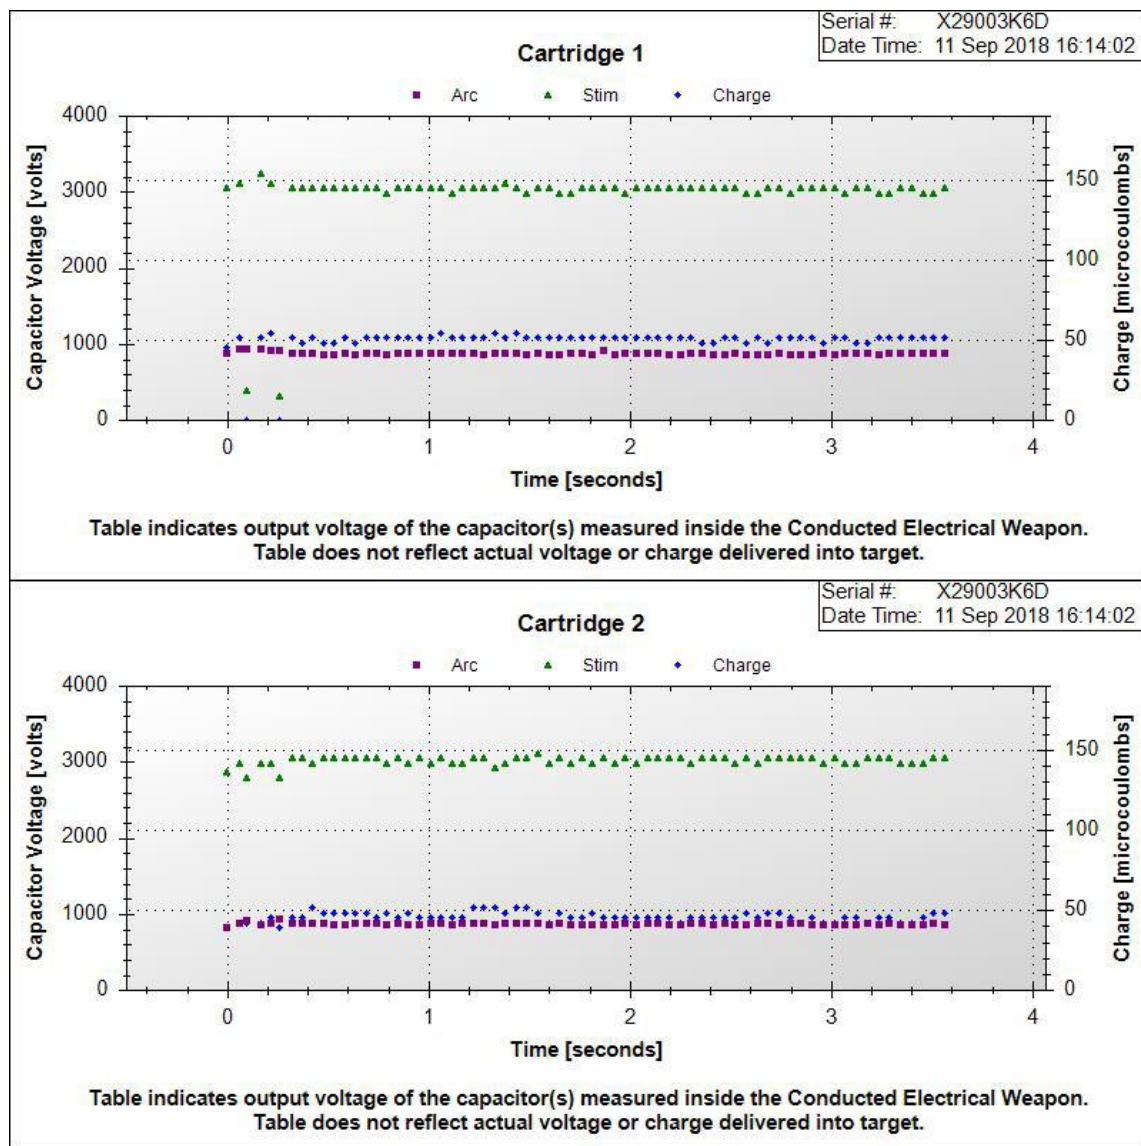 Serial #: X29003K6D
Date Time: 11 Sep 2018 16:14:02
Cartridge 1
Arc Stim Charge
4000
3000
2000
1000
0
Capacitor Voltage [volts]
150
100
50
0
Charge [microcoulombs]
0 1 2 3 4
Time [seconds]
Table indicates output voltage of the capacitor(s) measured inside the Conducted Electrical Weapon.
Table does not reflect actual voltage or charge delivered into target.
Serial #: X29003K6D
Date Time: 11 Sep 2018 16:14:02
Cartridge 2
Arc Stim Charge
4000
3000
2000
1000
0
Capacitor Voltage [volts]
150
100
50
0
Charge [microcoulombs]
0 1 2 3 4
Time [seconds]
Table indicates output voltage of the capacitor(s) measured inside the Conducted Electrical Weapon.
Table does not reflect actual voltage or charge delivered into target.